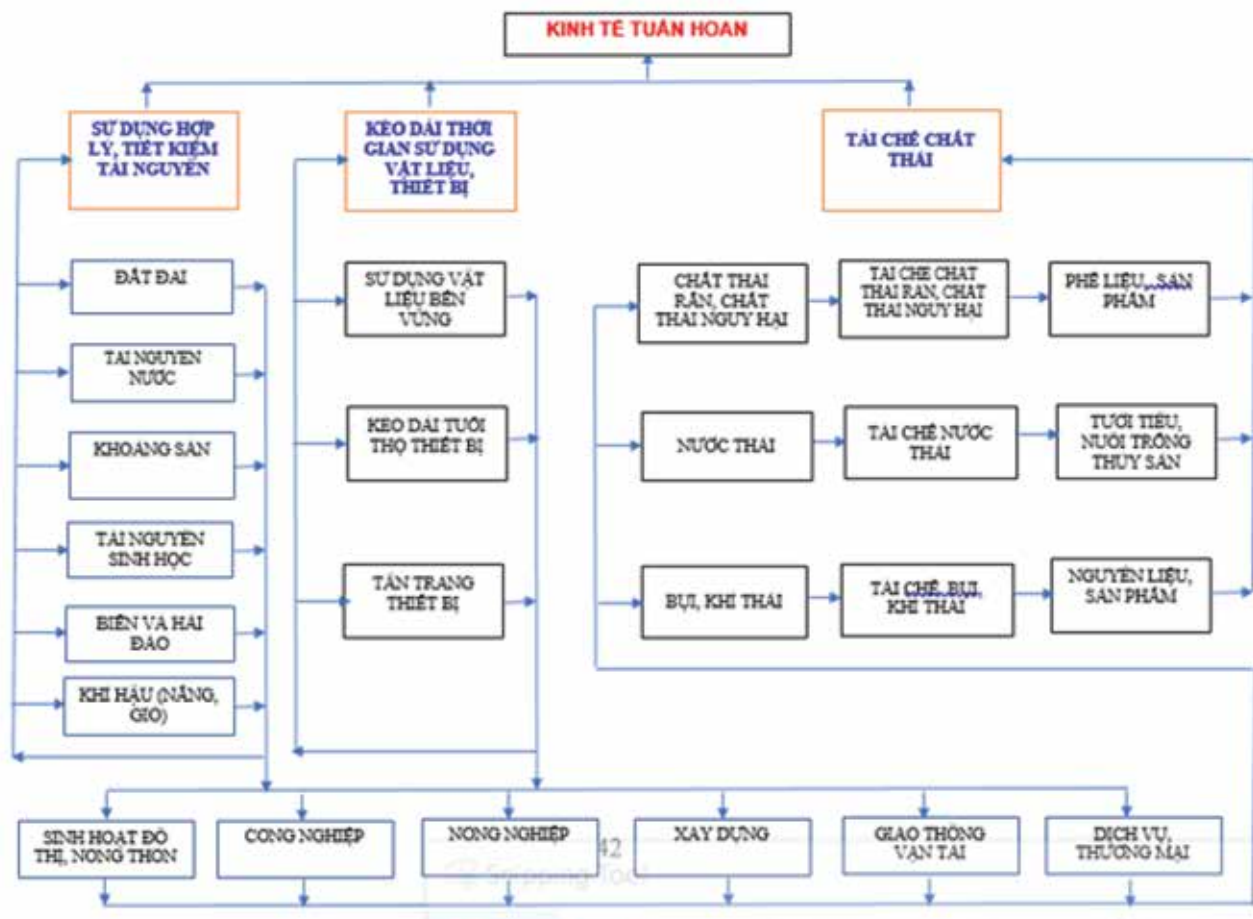 KINH TẾ TUẦN HOÀN
SỬ DỤNG HỢP
LÝ, TIẾT KIỆM
TÀI NGUYÊN
KÉO DÀI THỜI
GIAN SỬ DỤNG
VẬT LIỆU,
THIẾT BỊ
TÁI CHẾ CHẤT
THẢI
ĐẤT ĐAI
TÀI NGUYÊN
NƯỚC
KHOÁNG SẢN
TÀI NGUYÊN
SINH HỌC
BIỂN VÀ HẢI
ĐẢO
KHÍ HẬU (NẮNG,
GIÓ)
SỬ DỤNG VẬT
LIỆU BỀN
VỮNG
KÉO DÀI TUỔI
THỌ THIẾT BỊ
TÂN TRANG
THIẾT BỊ
CHẤT THẢI
RẮN, CHẤT
THẢI NGUY HẠI
TÁI CHẾ CHẤT
THẢI RẮN, CHẤT
THẢI NGUY HẠI
PHẾ LIỆU, SẢN
PHẨM
NƯỚC THẢI
TÁI CHẾ NƯỚC
THẢI
TƯỚI TIÊU,
NUÔI TRỒNG
THỦY SẢN
BỤI, KHÍ THẢI
TÁI CHẾ, BỤI,
KHÍ THẢI
NGUYÊN LIỆU,
SẢN PHẨM
SINH HOẠT ĐÔ
THỊ, NÔNG THÔN
CÔNG NGHIỆP
NÔNG NGHIỆP
XÂY DỰNG
GIAO THÔNG
VẬN TẢI
DỊCH VỤ,
THƯƠNG MẠI
42
Snipping Tool